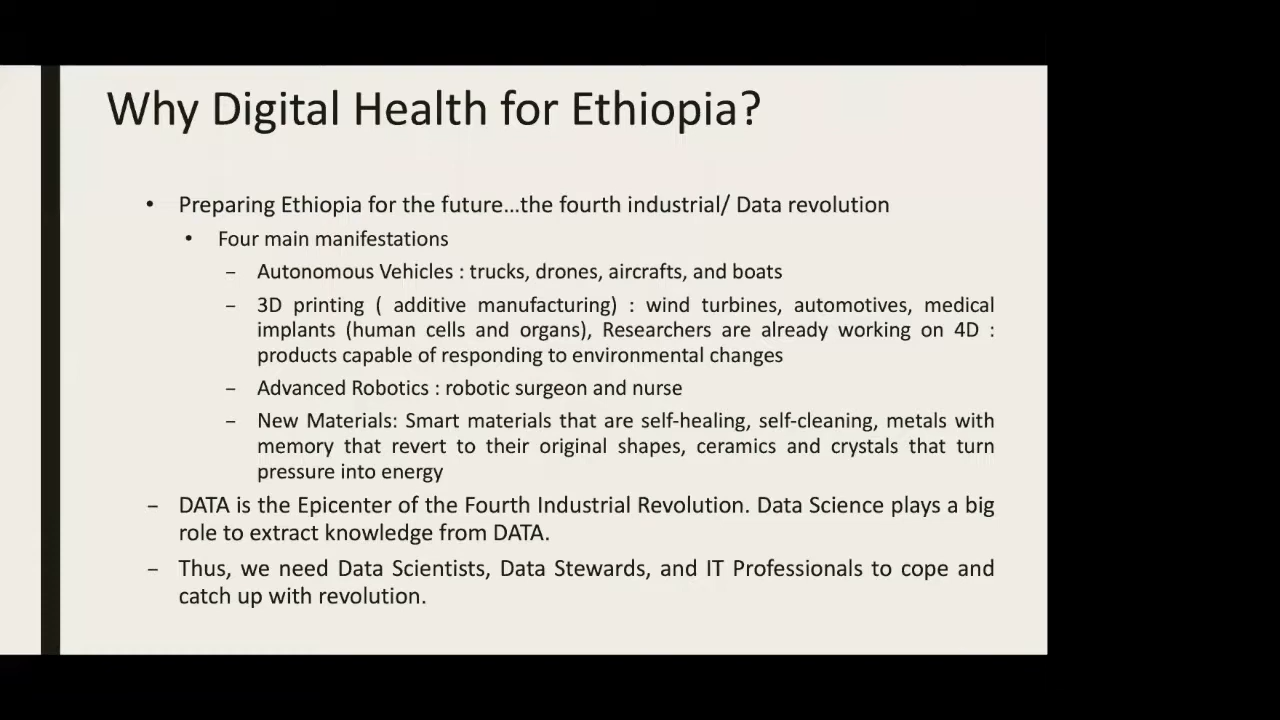 Why Digital Health for Ethiopia?
• Preparing Ethiopia for the future...the fourth industrial/ Data revolution
• Four main manifestations
– Autonomous Vehicles : trucks, drones, aircrafts, and boats
– 3D printing ( additive manufacturing) : wind turbines, automotives, medical
implants (human cells and organs), Researchers are already working on 4D :
products capable of responding to environmental changes
– Advanced Robotics : robotic surgeon and nurse
– New Materials: Smart materials that are self-healing, self-cleaning, metals with
memory that revert to their original shapes, ceramics and crystals that turn
pressure into energy
– DATA is the Epicenter of the Fourth Industrial Revolution. Data Science plays a big
role to extract knowledge from DATA.
– Thus, we need Data Scientists, Data Stewards, and IT Professionals to cope and
catch up with revolution.